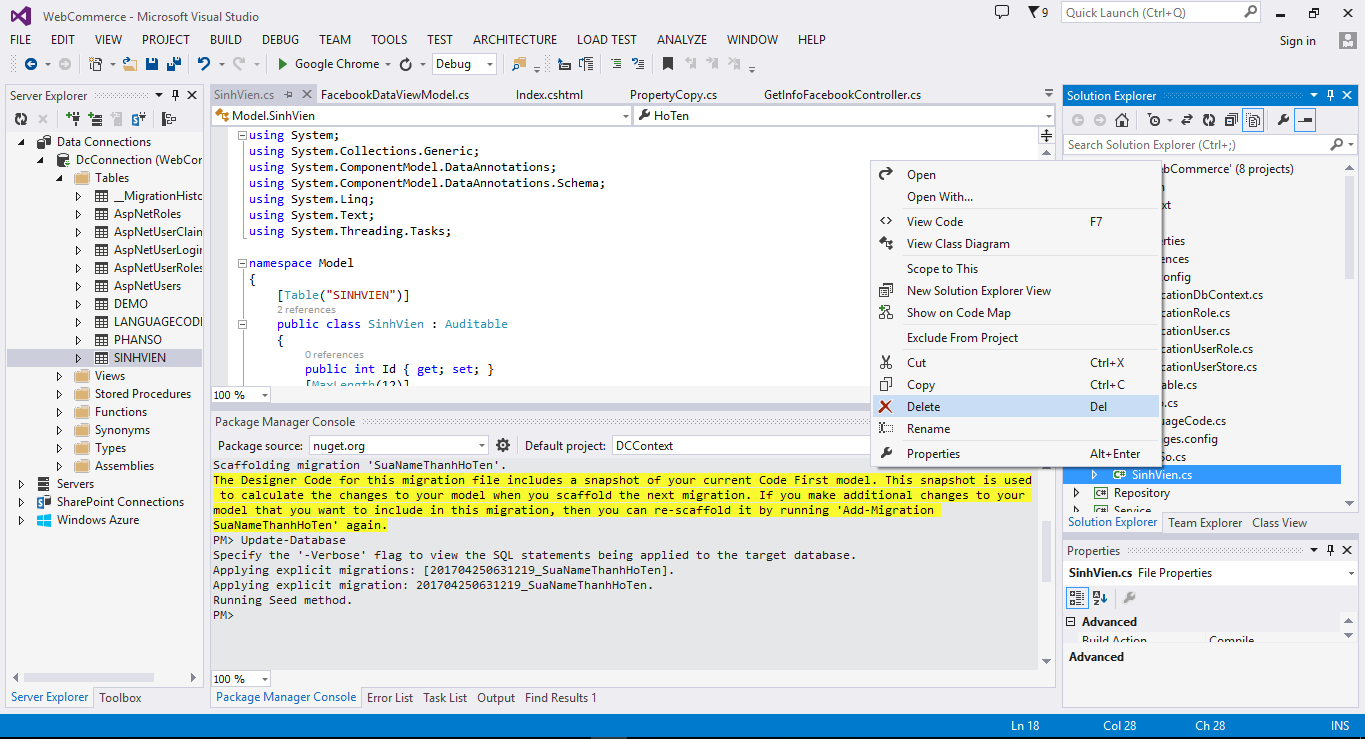 WebCommerce - Microsoft Visual Studio
9
Quick Launch (Ctrl+Q)
FILE EDIT VIEW PROJECT BUILD DEBUG TEAM TOOLS TEST ARCHITECTURE LOAD TEST ANALYZE WINDOW HELP
Sign in
Google Chrome
Debug
Server Explorer
Data Connections
DcConnection (WebCor
Tables
__MigrationHistc
AspNetRoles
AspNetUserClain
AspNetUserLogir
AspNetUserRoles
AspNetUsers
DEMO
LANGUAGECODI
PHANSO
SINHVIEN
Views
Stored Procedures
Functions
Synonyms
Types
Assemblies
Servers
SharePoint Connections
Windows Azure
Server Explorer Toolbox
SinhVien.cs FacebookDataViewModel.cs Index.cshtml PropertyCopy.cs GetInfoFacebookController.cs
Model.SinhVien HoTen
using System;
using System.Collections.Generic;
using System.ComponentModel.DataAnnotations;
using System.ComponentModel.DataAnnotations.Schema;
using System.Linq;
using System.Text;
using System.Threading.Tasks;
namespace Model
{
[Table("SINHVIEN")]
2 references
public class SinhVien : Auditable
{
0 references
public int Id { get; set; }
[MaxLength(12)]
100 %
Package Manager Console
Package source: nuget.org Default project: DCContext
Scaffolding migration 'SuaNameThanhHoTen'.
The Designer Code for this migration file includes a snapshot of your current Code First model. This snapshot is used
to calculate the changes to your model when you scaffold the next migration. If you make additional changes to your
model that you want to include in this migration, then you can re-scaffold it by running 'Add-Migration
SuaNameThanhHoTen' again.
PM> Update-Database
Specify the '-Verbose' flag to view the SQL statements being applied to the target database.
Applying explicit migrations: [201704250631219_SuaNameThanhHoTen].
Applying explicit migration: 201704250631219_SuaNameThanhHoTen.
Running Seed method.
PM>
100 %
Package Manager Console Error List Task List Output Find Results 1
Open
Open With...
View Code F7
View Class Diagram
Scope to This
New Solution Explorer View
Show on Code Map
Exclude From Project
Cut Ctrl+X
Copy Ctrl+C
Delete Del
Rename
Properties Alt+Enter
Solution Explorer
Search Solution Explorer (Ctrl+;)
ebCommerce' (8 projects)
n
xt
rties
ences
onfig
cationDbContext.cs
cationRole.cs
cationUser.cs
cationUserRole.cs
cationUserStore.cs
able.cs
o.cs
uageCode.cs
ages.config
So.cs
SinhVien.cs
Repository
Service
Solution Explorer Team Explorer Class View
Properties
SinhVien.cs File Properties
Advanced
Build Action Compile
Advanced
Ln 18 Col 28 Ch 28 INS